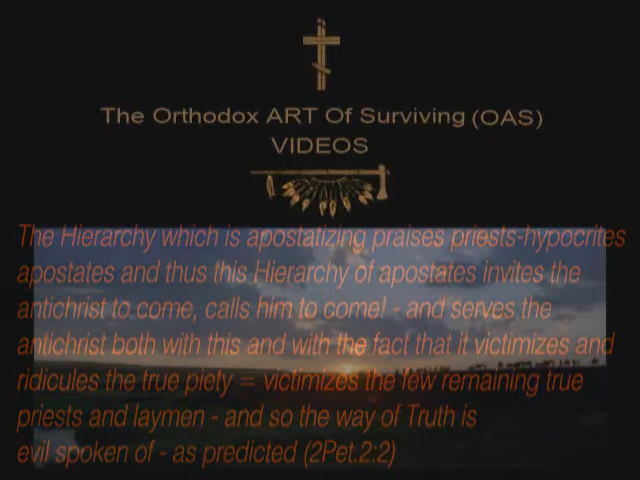 The Orthodox ART Of Surviving (OAS)
VIDEOS
The Hierarchy which is apostatizing praises priests-hypocrites
apostates and thus this Hierarchy of apostates invites the
antichrist to come, calls him to come! - and serves the
antichrist both with this and with the fact that it victimizes and
ridicules the true piety = victimizes the few remaining true
priests and laymen - and so the way of Truth is
evil spoken of - as predicted (2Pet.2:2)